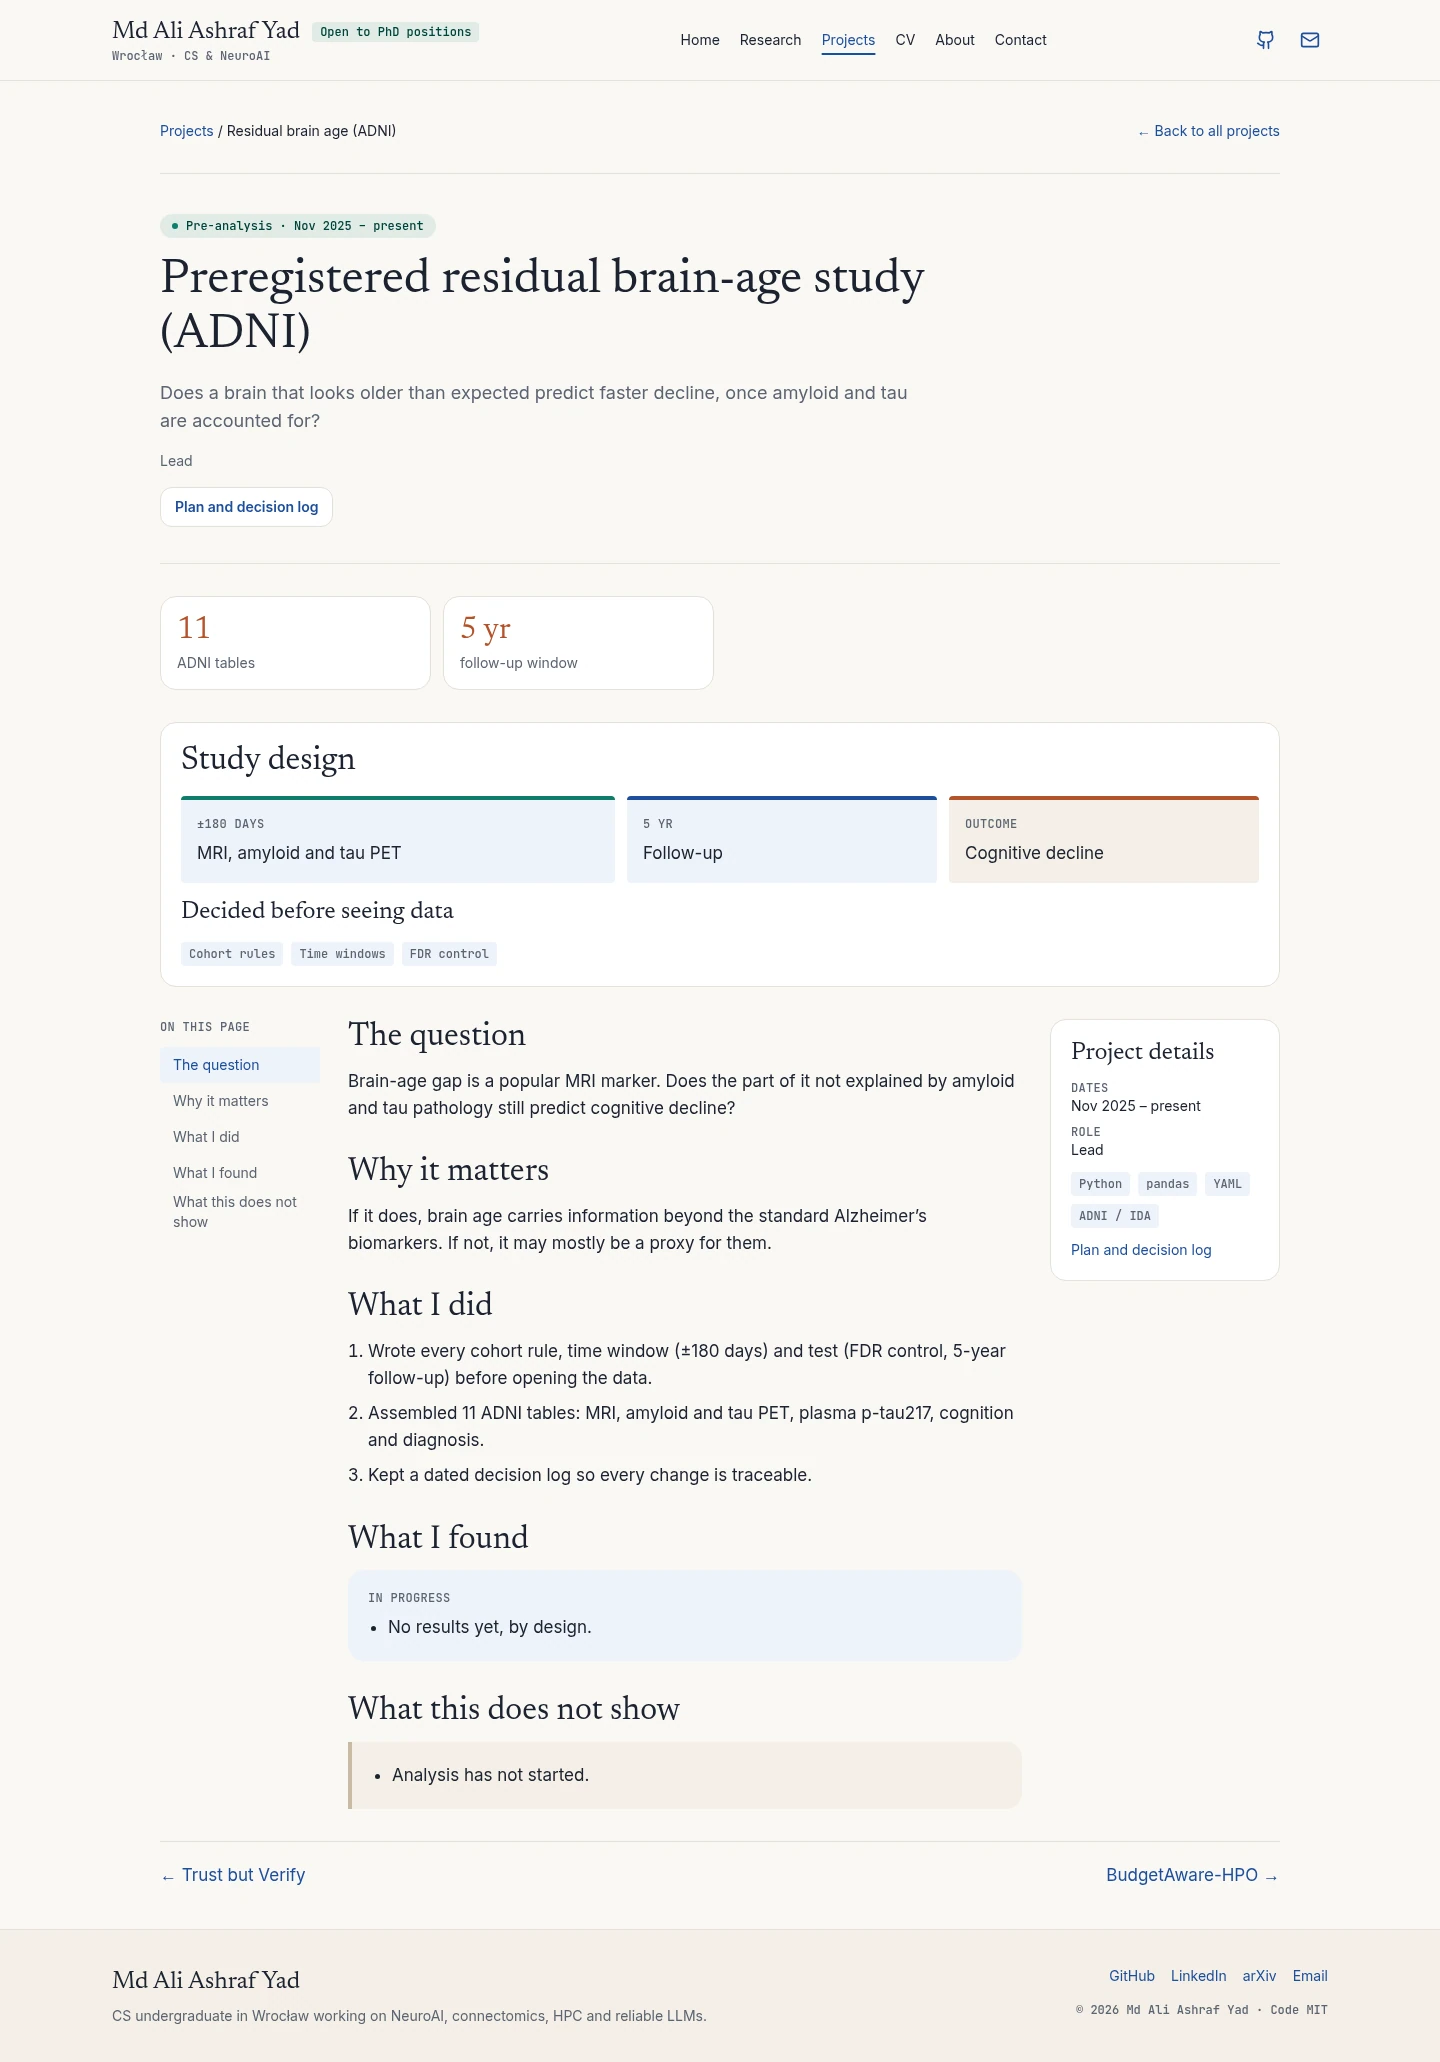 Md Ali Ashraf Yad
Open to PhD positions
Wrocław · CS & NeuroAI
Home Research Projects CV About Contact
Projects / Residual brain age (ADNI)
← Back to all projects
Pre-analysis · Nov 2025 – present
Preregistered residual brain-age study
(ADNI)
Does a brain that looks older than expected predict faster decline, once amyloid and tau
are accounted for?
Lead
Plan and decision log
11
ADNI tables
5 yr
follow-up window
Study design
±180 DAYS
MRI, amyloid and tau PET
5 YR
Follow-up
OUTCOME
Cognitive decline
Decided before seeing data
Cohort rules Time windows FDR control
ON THIS PAGE
The question
Why it matters
What I did
What I found
What this does not
show
The question
Brain-age gap is a popular MRI marker. Does the part of it not explained by amyloid
and tau pathology still predict cognitive decline?
Why it matters
If it does, brain age carries information beyond the standard Alzheimer’s
biomarkers. If not, it may mostly be a proxy for them.
What I did
1. Wrote every cohort rule, time window (±180 days) and test (FDR control, 5-year
follow-up) before opening the data.
2. Assembled 11 ADNI tables: MRI, amyloid and tau PET, plasma p-tau217, cognition
and diagnosis.
3. Kept a dated decision log so every change is traceable.
What I found
IN PROGRESS
• No results yet, by design.
What this does not show
• Analysis has not started.
Project details
DATES
Nov 2025 – present
ROLE
Lead
Python pandas YAML
ADNI / IDA
Plan and decision log
← Trust but Verify
BudgetAware-HPO →
Md Ali Ashraf Yad
CS undergraduate in Wrocław working on NeuroAI, connectomics, HPC and reliable LLMs.
GitHub LinkedIn arXiv Email
© 2026 Md Ali Ashraf Yad · Code MIT